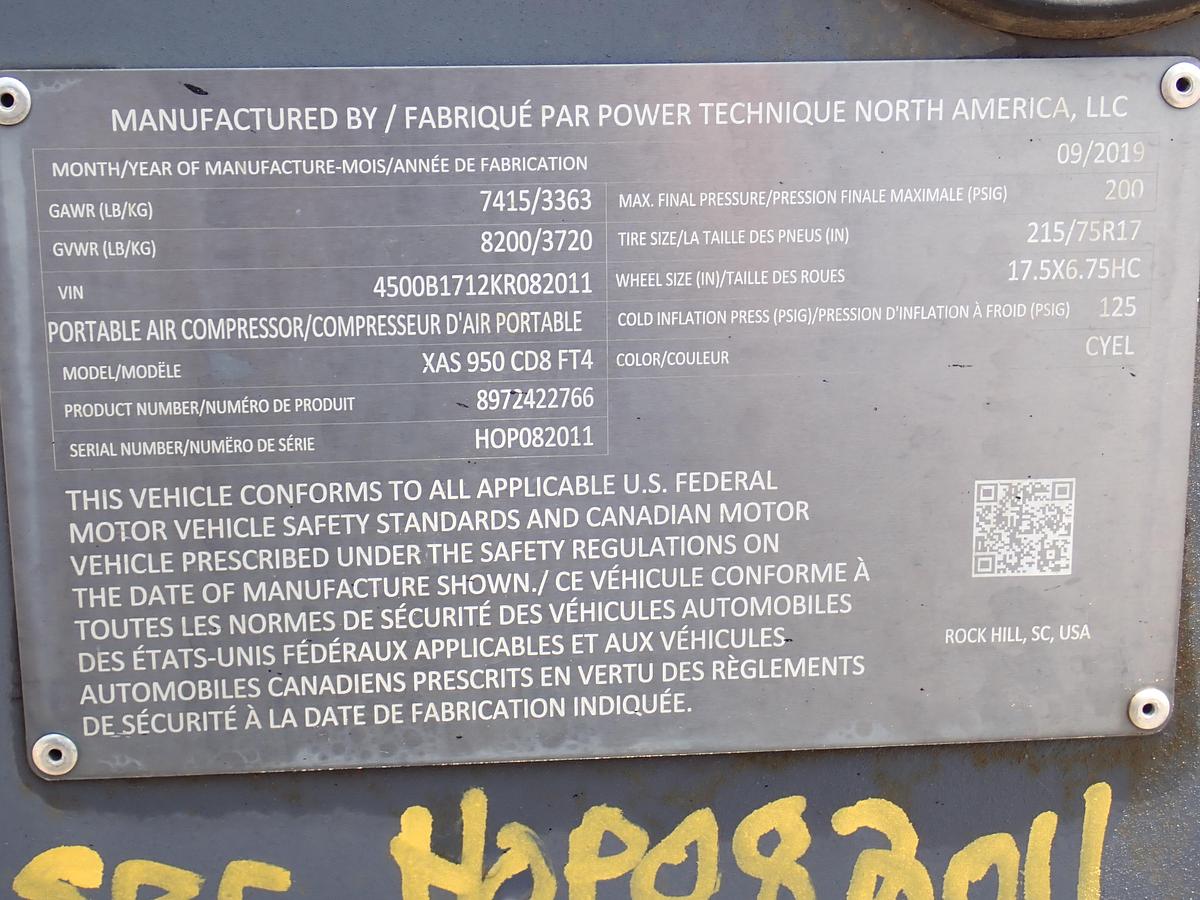 MANUFACTURED BY / FABRIQUÉ PAR POWER TECHNIQUE NORTH AMERICA, LLC
MONTH/YEAR OF MANUFACTURE-MOIS/ANNÉE DE FABRICATION 09/2019
GAWR (LB/KG) 7415/3363
GVWR (LB/KG) 8200/3720
VIN 4500B1712KR082011
PORTABLE AIR COMPRESSOR/COMPRESSEUR D'AIR PORTABLE
MODEL/MODËLE XAS 950 CD8 FT4
PRODUCT NUMBER/NUMÉRO DE PRODUIT 8972422766
SERIAL NUMBER/NUMËRO DE SÉRIE HOP082011
MAX. FINAL PRESSURE/PRESSION FINALE MAXIMALE (PSIG) 200
TIRE SIZE/LA TAILLE DES PNEUS (IN) 215/75R17
WHEEL SIZE (IN)/TAILLE DES ROUES 17.5X6.75HC
COLD INFLATION PRESS (PSIG)/PRESSION D'INFLATION À FROID (PSIG) 125
COLOR/COULEUR CYEL
THIS VEHICLE CONFORMS TO ALL APPLICABLE U.S. FEDERAL
MOTOR VEHICLE SAFETY STANDARDS AND CANADIAN MOTOR
VEHICLE PRESCRIBED UNDER THE SAFETY REGULATIONS ON
THE DATE OF MANUFACTURE SHOWN./ CE VÉHICULE CONFORME À
TOUTES LES NORMES DE SÉCURITÉ DES VÉHICULES AUTOMOBILES
DES ÉTATS-UNIS FÉDÉRAUX APPLICABLES ET AUX VÉHICULES
AUTOMOBILES CANADIENS PRESCRITS EN VERTU DES RÈGLEMENTS
DE SÉCURITÉ À LA DATE DE FABRICATION INDIQUÉE.
ROCK HILL, SC, USA
HOP082011